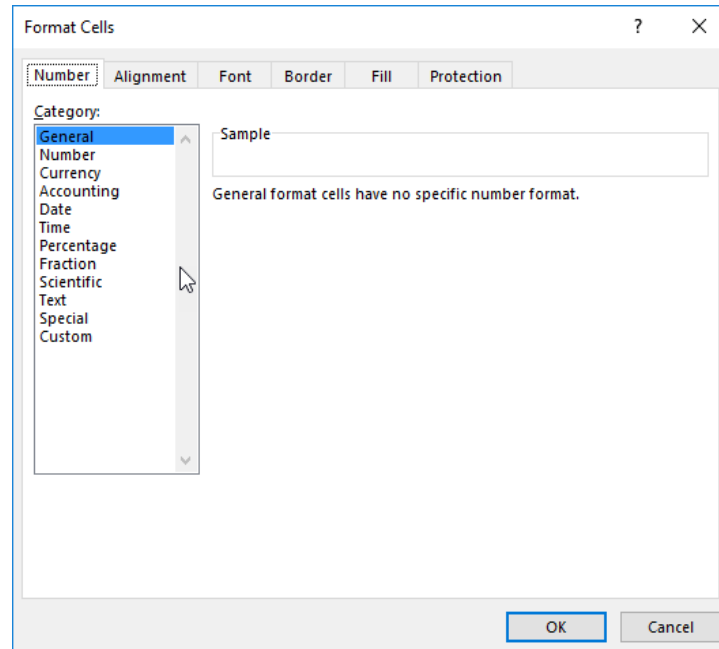 Format Cells ? X
Number Alignment Font Border Fill Protection
Category:
General
Number
Currency
Accounting
Date
Time
Percentage
Fraction
Scientific
Text
Special
Custom
Sample
General format cells have no specific number format.
OK Cancel